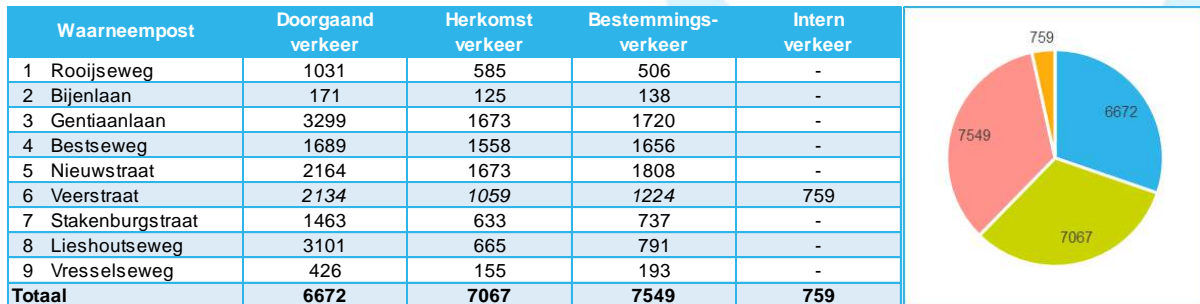 Waarneempost Doorgaand verkeer Herkomst verkeer Bestemmings- verkeer Intern verkeer
1 Rooijseweg 1031 585 506 -
2 Bijenlaan 171 125 138 -
3 Gentiaanlaan 3299 1673 1720 -
4 Bestseweg 1689 1558 1656 -
5 Nieuwstraat 2164 1673 1808 -
6 Veerstraat 2134 1059 1224 759
7 Stakenburgstraat 1463 633 737 -
8 Lieshoutseweg 3101 665 791 -
9 Vresselseweg 426 155 193 -
Totaal 6672 7067 7549 759
759
6672
7549
7067